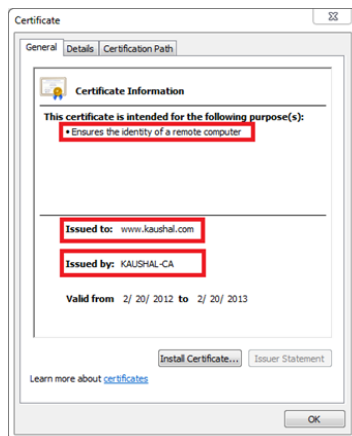 Certificate
General Details Certification Path
Certificate Information
This certificate is intended for the following purpose(s):
• Ensures the identity of a remote computer
Issued to: www.kaushal.com
Issued by: KAUSHAL-CA
Valid from 2/ 20/ 2012 to 2/ 20/ 2013
Install Certificate... Issuer Statement
Learn more about certificates
OK